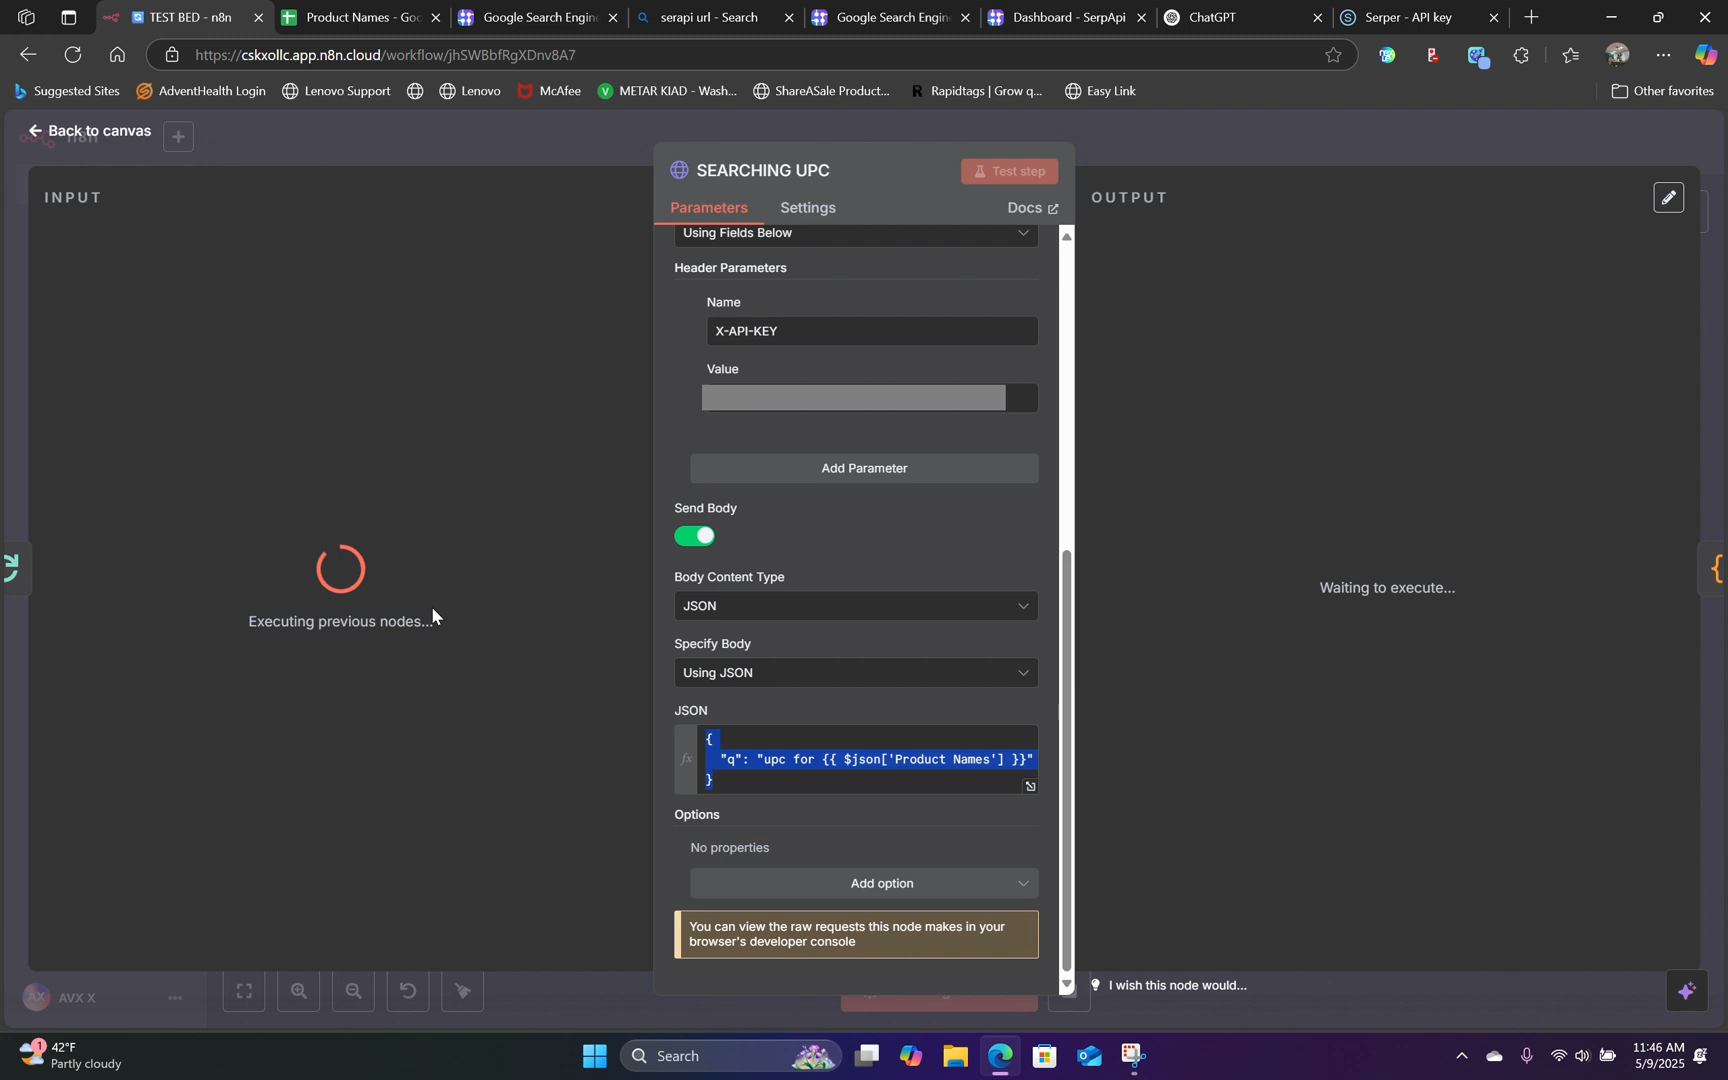 TEST BED - n8n
Product Names - Goo
Google Search Engin
serapi url - Search
Google Search Engin
Dashboard - SerpApi
ChatGPT
Serper - API key
https://cskxollc.app.n8n.cloud/workflow/jhSWBbfRgXDnv8A7
Suggested Sites
AdventHealth Login
Lenovo Support
Lenovo
McAfee
METAR KIAD - Wash...
ShareASale Product...
Rapidtags | Grow q...
Easy Link
Other favorites
Back to canvas
n8n
INPUT
SEARCHING UPC
Test step
OUTPUT
Parameters
Settings
Docs
Using Fields Below
Header Parameters
Name
X-API-KEY
Value
Add Parameter
Send Body
Body Content Type
JSON
Executing previous nodes...
Waiting to execute...
Specify Body
Using JSON
JSON
fx
{
"q": "upc for {{ $json['Product Names'] }}"
}
Options
No properties
Add option
You can view the raw requests this node makes in your
browser's developer console
I wish this node would...
AX
AVX X
1
42°F
Partly cloudy
Search
11:46 AM
5/9/2025